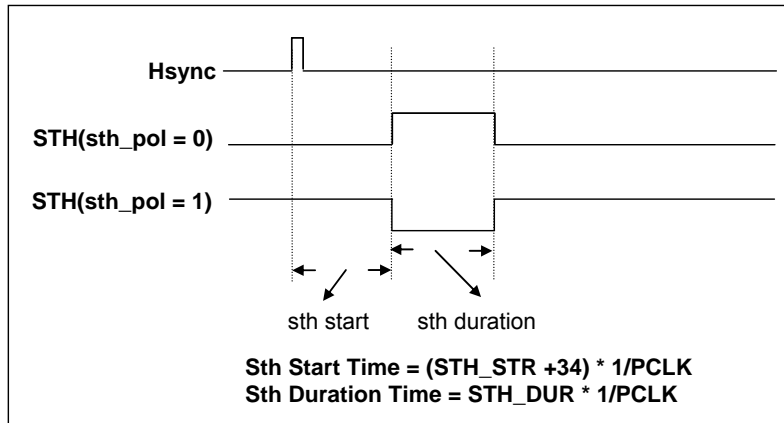 Hsync
STH(sth_pol = 0)
STH(sth_pol = 1)
sth start
sth duration
Sth Start Time = (STH_STR +34) * 1/PCLK
Sth Duration Time = STH_DUR * 1/PCLK